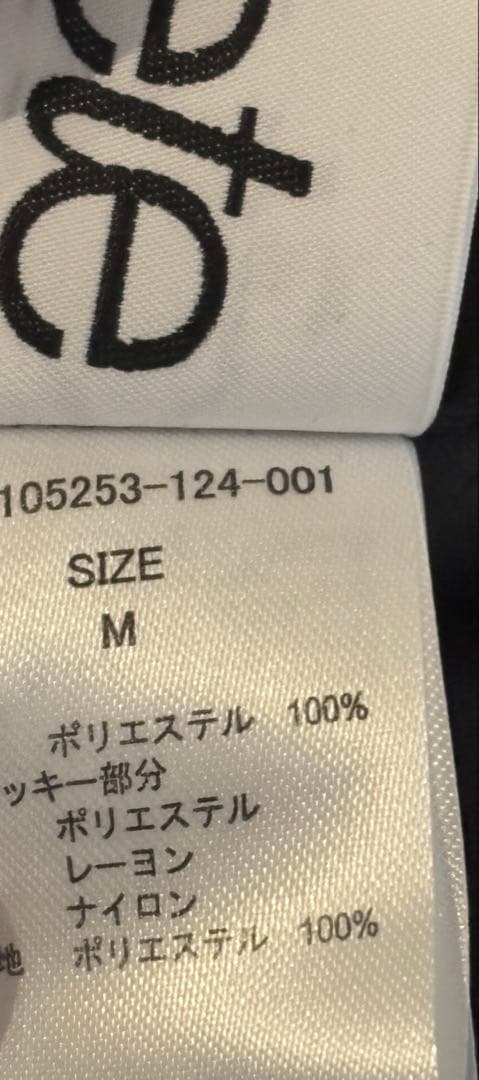 ete
105253-124-001
SIZE
M
ポリエステル 100%
ッキー部分
ポリエステル
レーヨン
ナイロン
地 ポリエステル 100%